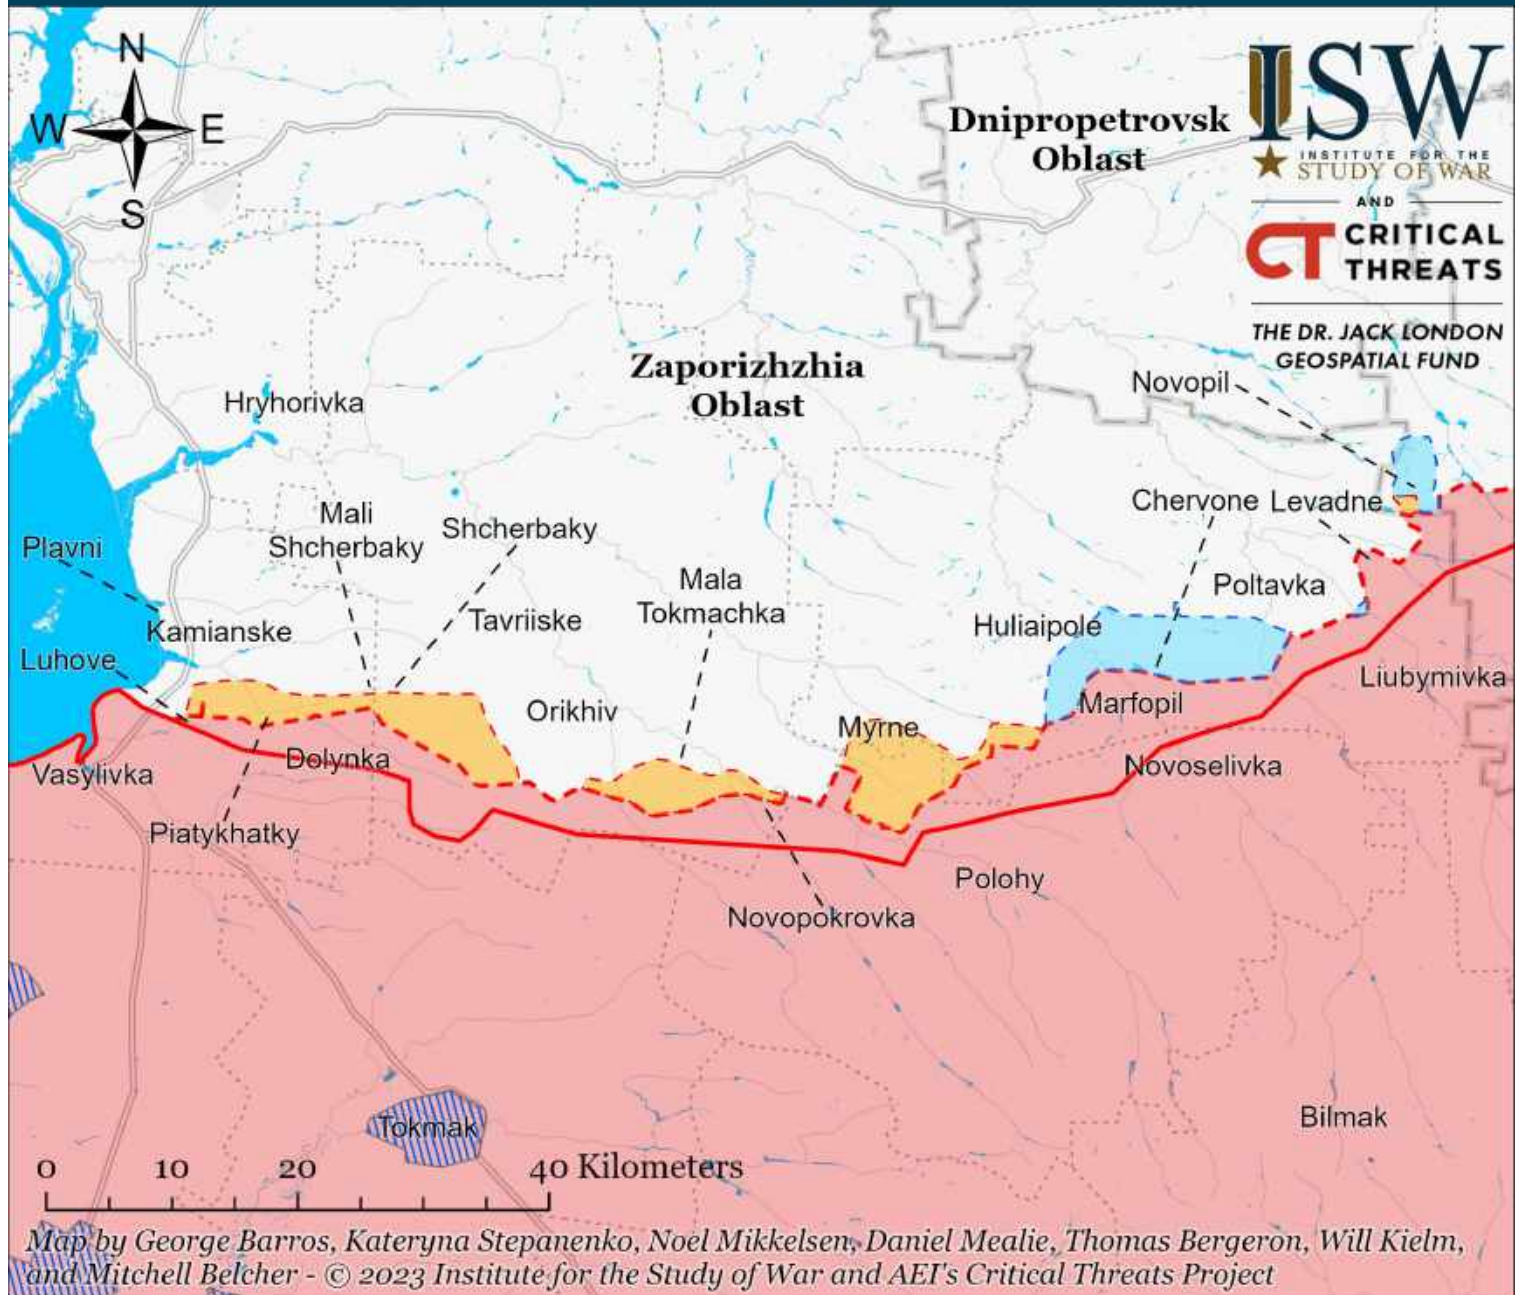 N
W E
S
Dnipropetrovsk
Oblast
ISW
INSTITUTE FOR THE
STUDY OF WAR
AND
CT CRITICAL
THREATS
THE DR. JACK LONDON
GEOSPATIAL FUND
Zaporizhzhia
Oblast
Novopil
Hryhorivka
Chervone Levadne
Mali
Shcherbaky
Shcherbaky
Plavni
Mala
Tokmachka
Poltavka
Tavriiske
Huliaipole
Kamianske
Luhove
Liubymivka
Orikhiv
Marfopil
Myrne
Dolynka
Novoselivka
Vasylivka
Piatykhatky
Polohy
Novopokrovka
Bilmak
Tokmak
0 10 20 40 Kilometers
Map by George Barros, Kateryna Stepanenko, Noel Mikkelsen, Daniel Mealie, Thomas Bergeron, Will Kielm,
and Mitchell Belcher - © 2023 Institute for the Study of War and AEI's Critical Threats Project